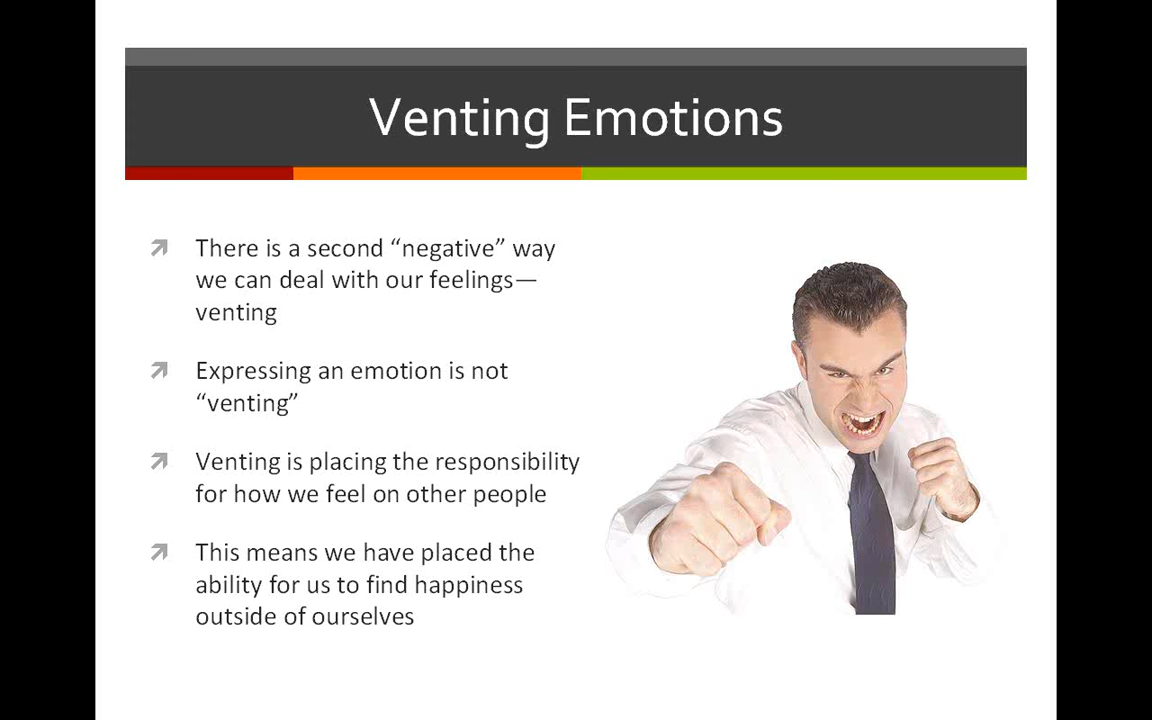 Venting Emotions
There is a second “negative” way
we can deal with our feelings—
venting
Expressing an emotion is not
“venting”
Venting is placing the responsibility
for how we feel on other people
This means we have placed the
ability for us to find happiness
outside of ourselves